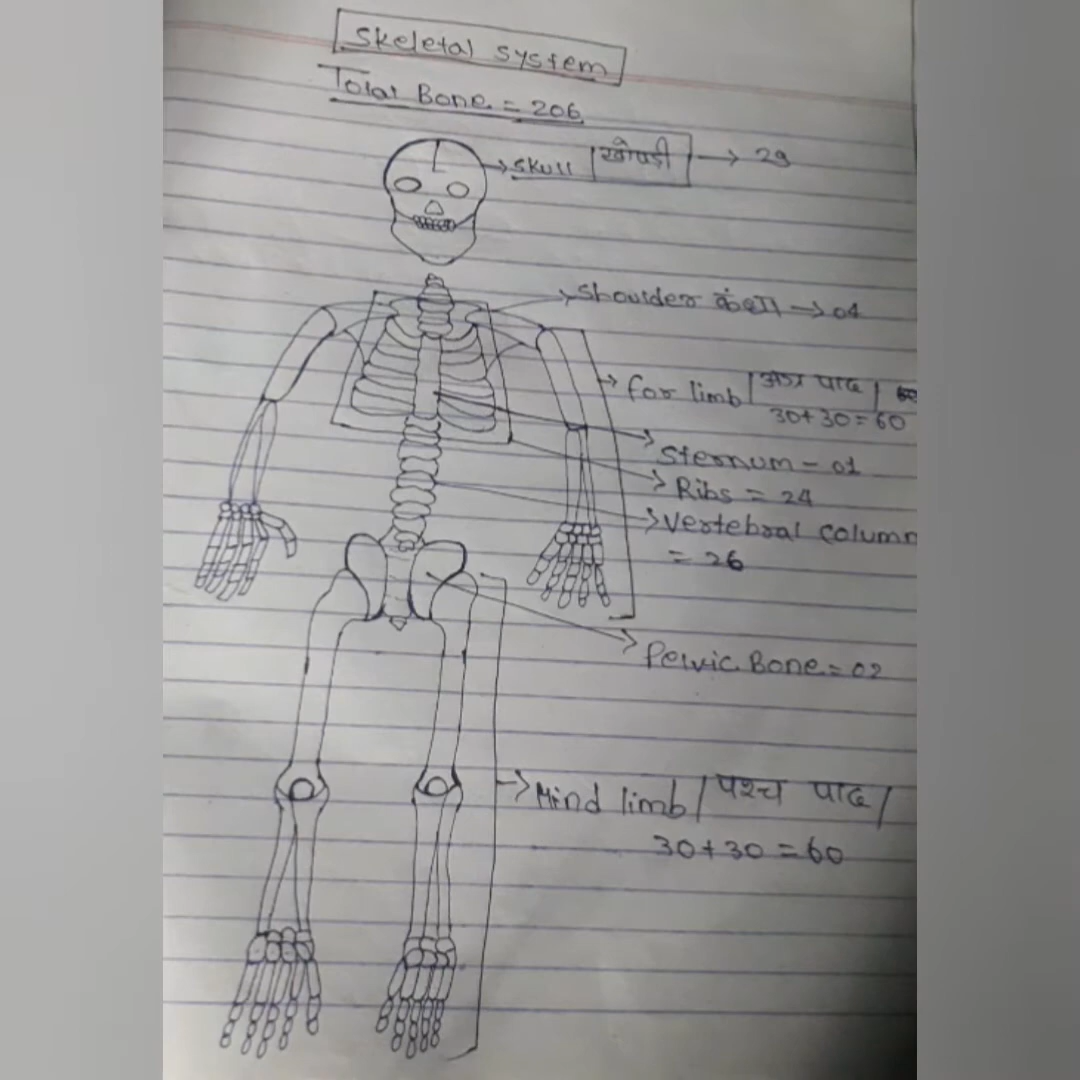 Skeletal system
Total Bone = 206
→ Skull | खोपड़ी | → 29
→ Shoulder कंधा → 04
→ for limb | अग्र पाद |
30+30=60
→ Sternum - 01
→ Ribs = 24
→ Vertebral column
= 26
→ Pelvic Bone = 02
→ Hind limb / पश्च पाद /
30+30 = 60